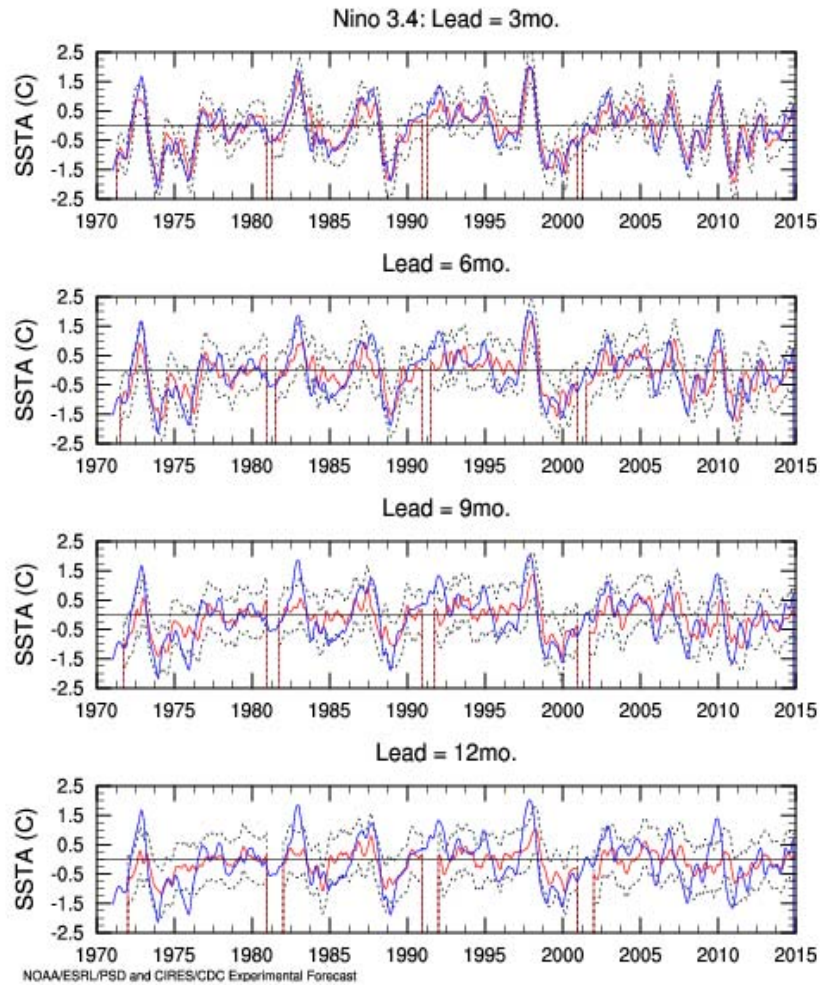 Nino 3.4: Lead = 3mo.
SSTA (C)
2.5
1.5
0.5
-0.5
-1.5
-2.5
1970 1975 1980 1985 1990 1995 2000 2005 2010 2015
Lead = 6mo.
SSTA (C)
2.5
1.5
0.5
-0.5
-1.5
-2.5
1970 1975 1980 1985 1990 1995 2000 2005 2010 2015
Lead = 9mo.
SSTA (C)
2.5
1.5
0.5
-0.5
-1.5
-2.5
1970 1975 1980 1985 1990 1995 2000 2005 2010 2015
Lead = 12mo.
SSTA (C)
2.5
1.5
0.5
-0.5
-1.5
-2.5
1970 1975 1980 1985 1990 1995 2000 2005 2010 2015
NOAA/ESRL/PSD and CIRES/CDC Experimental Forecast